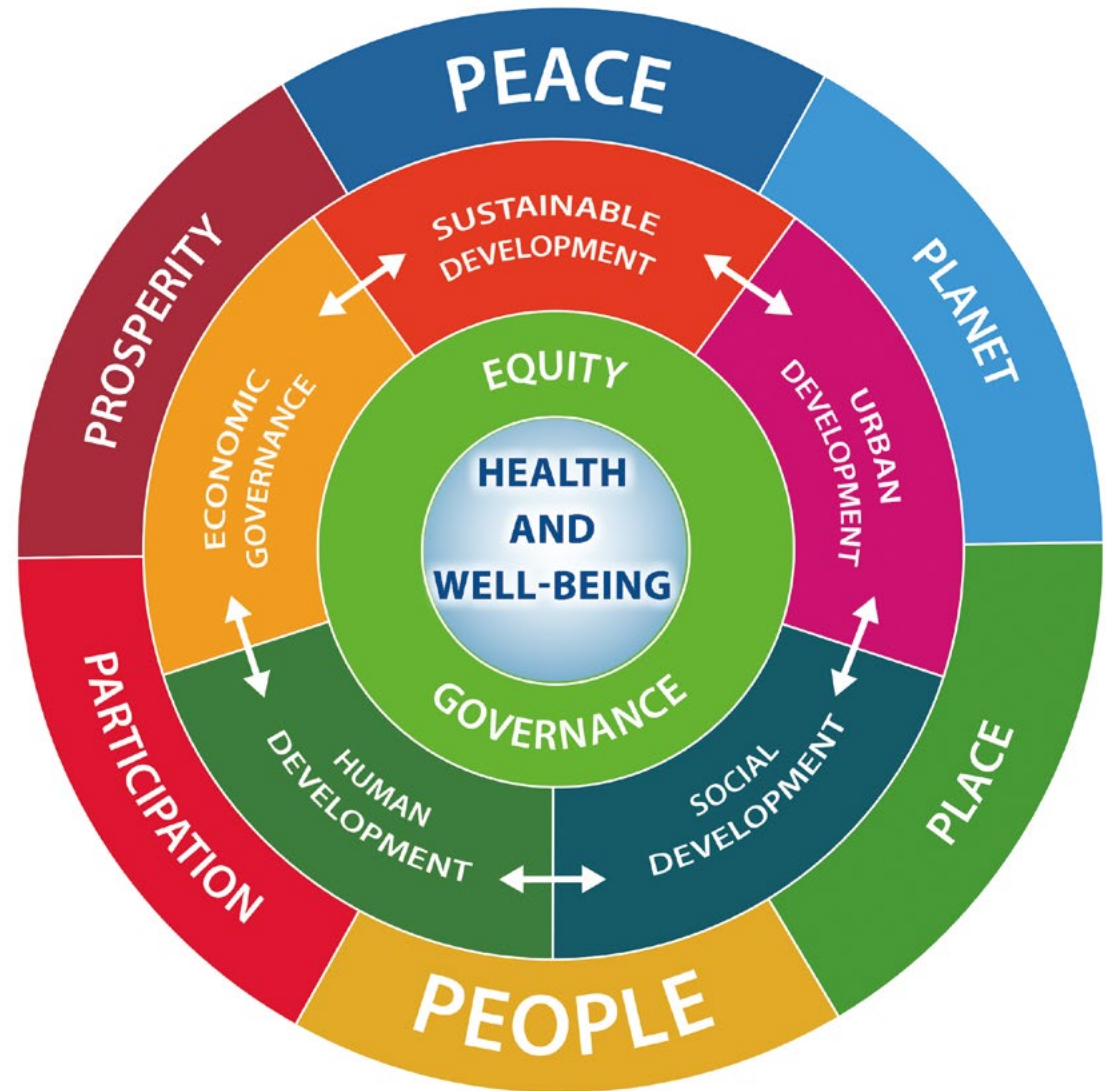 PEACE
PLANET
PLACE
PEOPLE
PARTICIPATION
PROSPERITY
SUSTAINABLE
DEVELOPMENT
URBAN
DEVELOPMENT
SOCIAL
DEVELOPMENT
HUMAN
DEVELOPMENT
ECONOMIC
GOVERNANCE
EQUITY
GOVERNANCE
HEALTH
AND
WELL-BEING